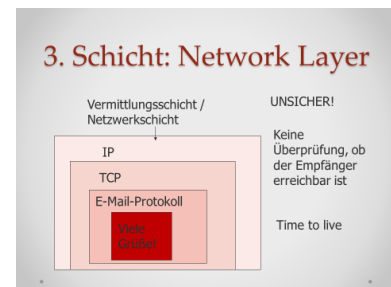 3. Schicht: Network Layer
Vermittlungsschicht /
Netzwerkschicht
IP
TCP
E-Mail-Protokoll
Viele
Grüße!
UNSICHER!
Keine
Überprüfung, ob
der Empfänger
erreichbar ist
Time to live